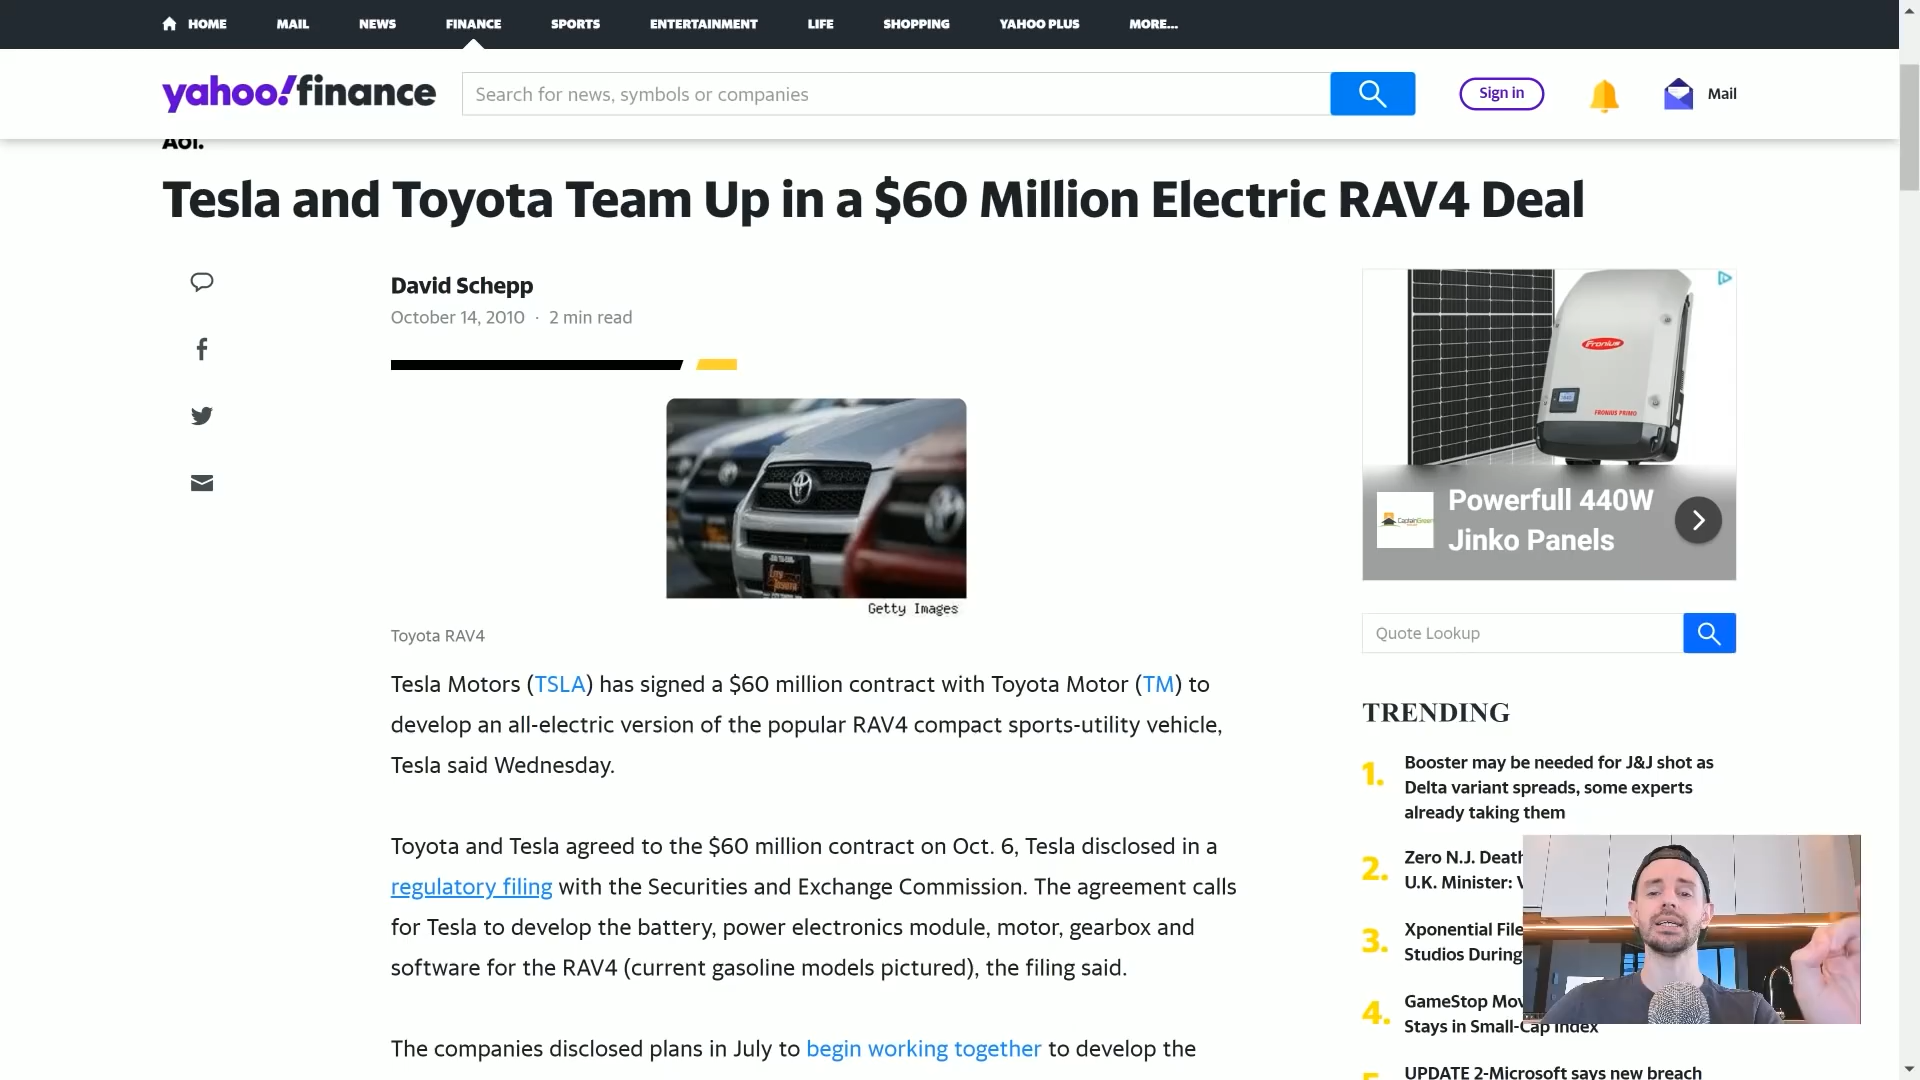 HOME MAIL NEWS FINANCE SPORTS ENTERTAINMENT LIFE SHOPPING YAHOO PLUS MORE...
yahoo!finance
Search for news, symbols or companies
Sign in
Mail
Aol.
Tesla and Toyota Team Up in a $60 Million Electric RAV4 Deal
David Schepp
October 14, 2010 · 2 min read
Getty Images
Toyota RAV4
Tesla Motors (TSLA) has signed a $60 million contract with Toyota Motor (TM) to
develop an all-electric version of the popular RAV4 compact sports-utility vehicle,
Tesla said Wednesday.
Toyota and Tesla agreed to the $60 million contract on Oct. 6, Tesla disclosed in a
regulatory filing with the Securities and Exchange Commission. The agreement calls
for Tesla to develop the battery, power electronics module, motor, gearbox and
software for the RAV4 (current gasoline models pictured), the filing said.
The companies disclosed plans in July to begin working together to develop the
Fronius
FRONIUS PRIMO
Powerfull 440W
Jinko Panels
Quote Lookup
TRENDING
1. Booster may be needed for J&J shot as
Delta variant spreads, some experts
already taking them
2. Zero N.J. Death
U.K. Minister:
3. Xponential File
Studios During
4. GameStop Mov
Stays in Small-Cap Index
UPDATE 2-Microsoft says new breach